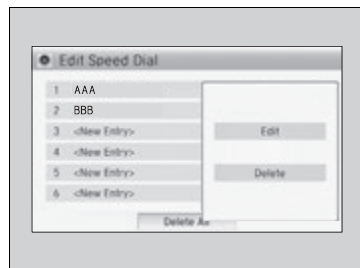 Edit Speed Dial
1 AAA
2 BBB
3 <New Entry>
4 <New Entry>
5 <New Entry>
6 <New Entry>
Edit
Delete
Delete